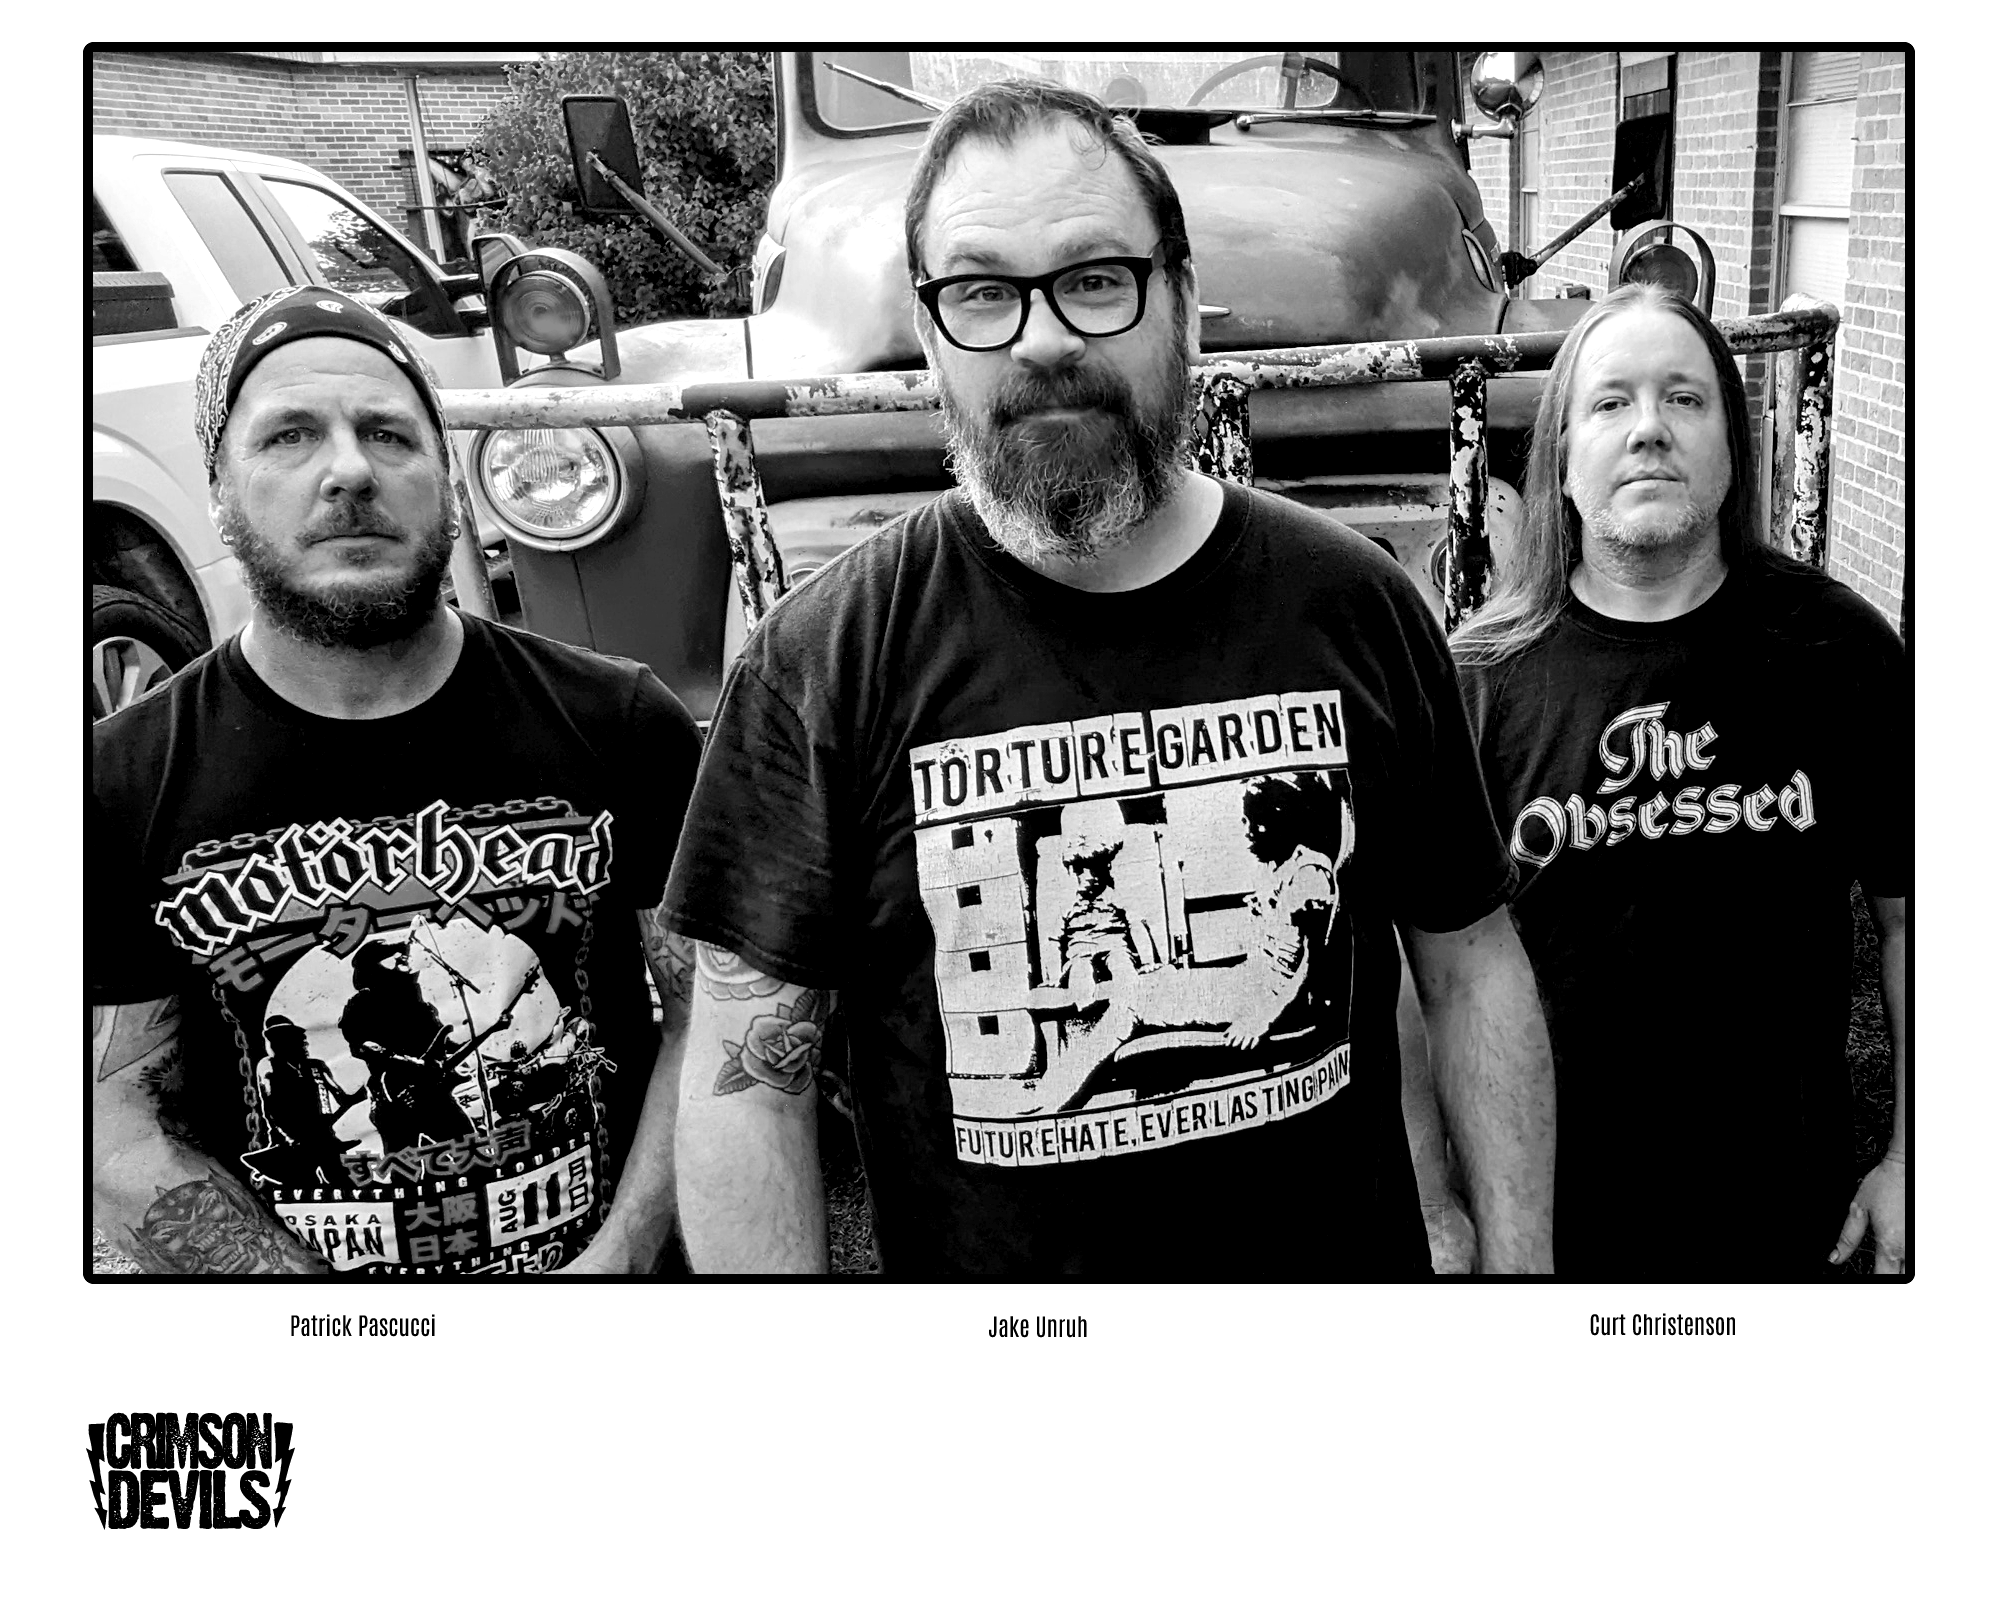 motörhead
モーターヘッド
すべて大声
EVERYTHING LOUDER
OSAKA
JAPAN
大阪
日本
AUG 11
TORTURE GARDEN
FUTURE HATE, EVERLASTING PAIN
The
Obsessed
Patrick Pascucci
Jake Unruh
Curt Christenson
CRIMSON
DEVILS